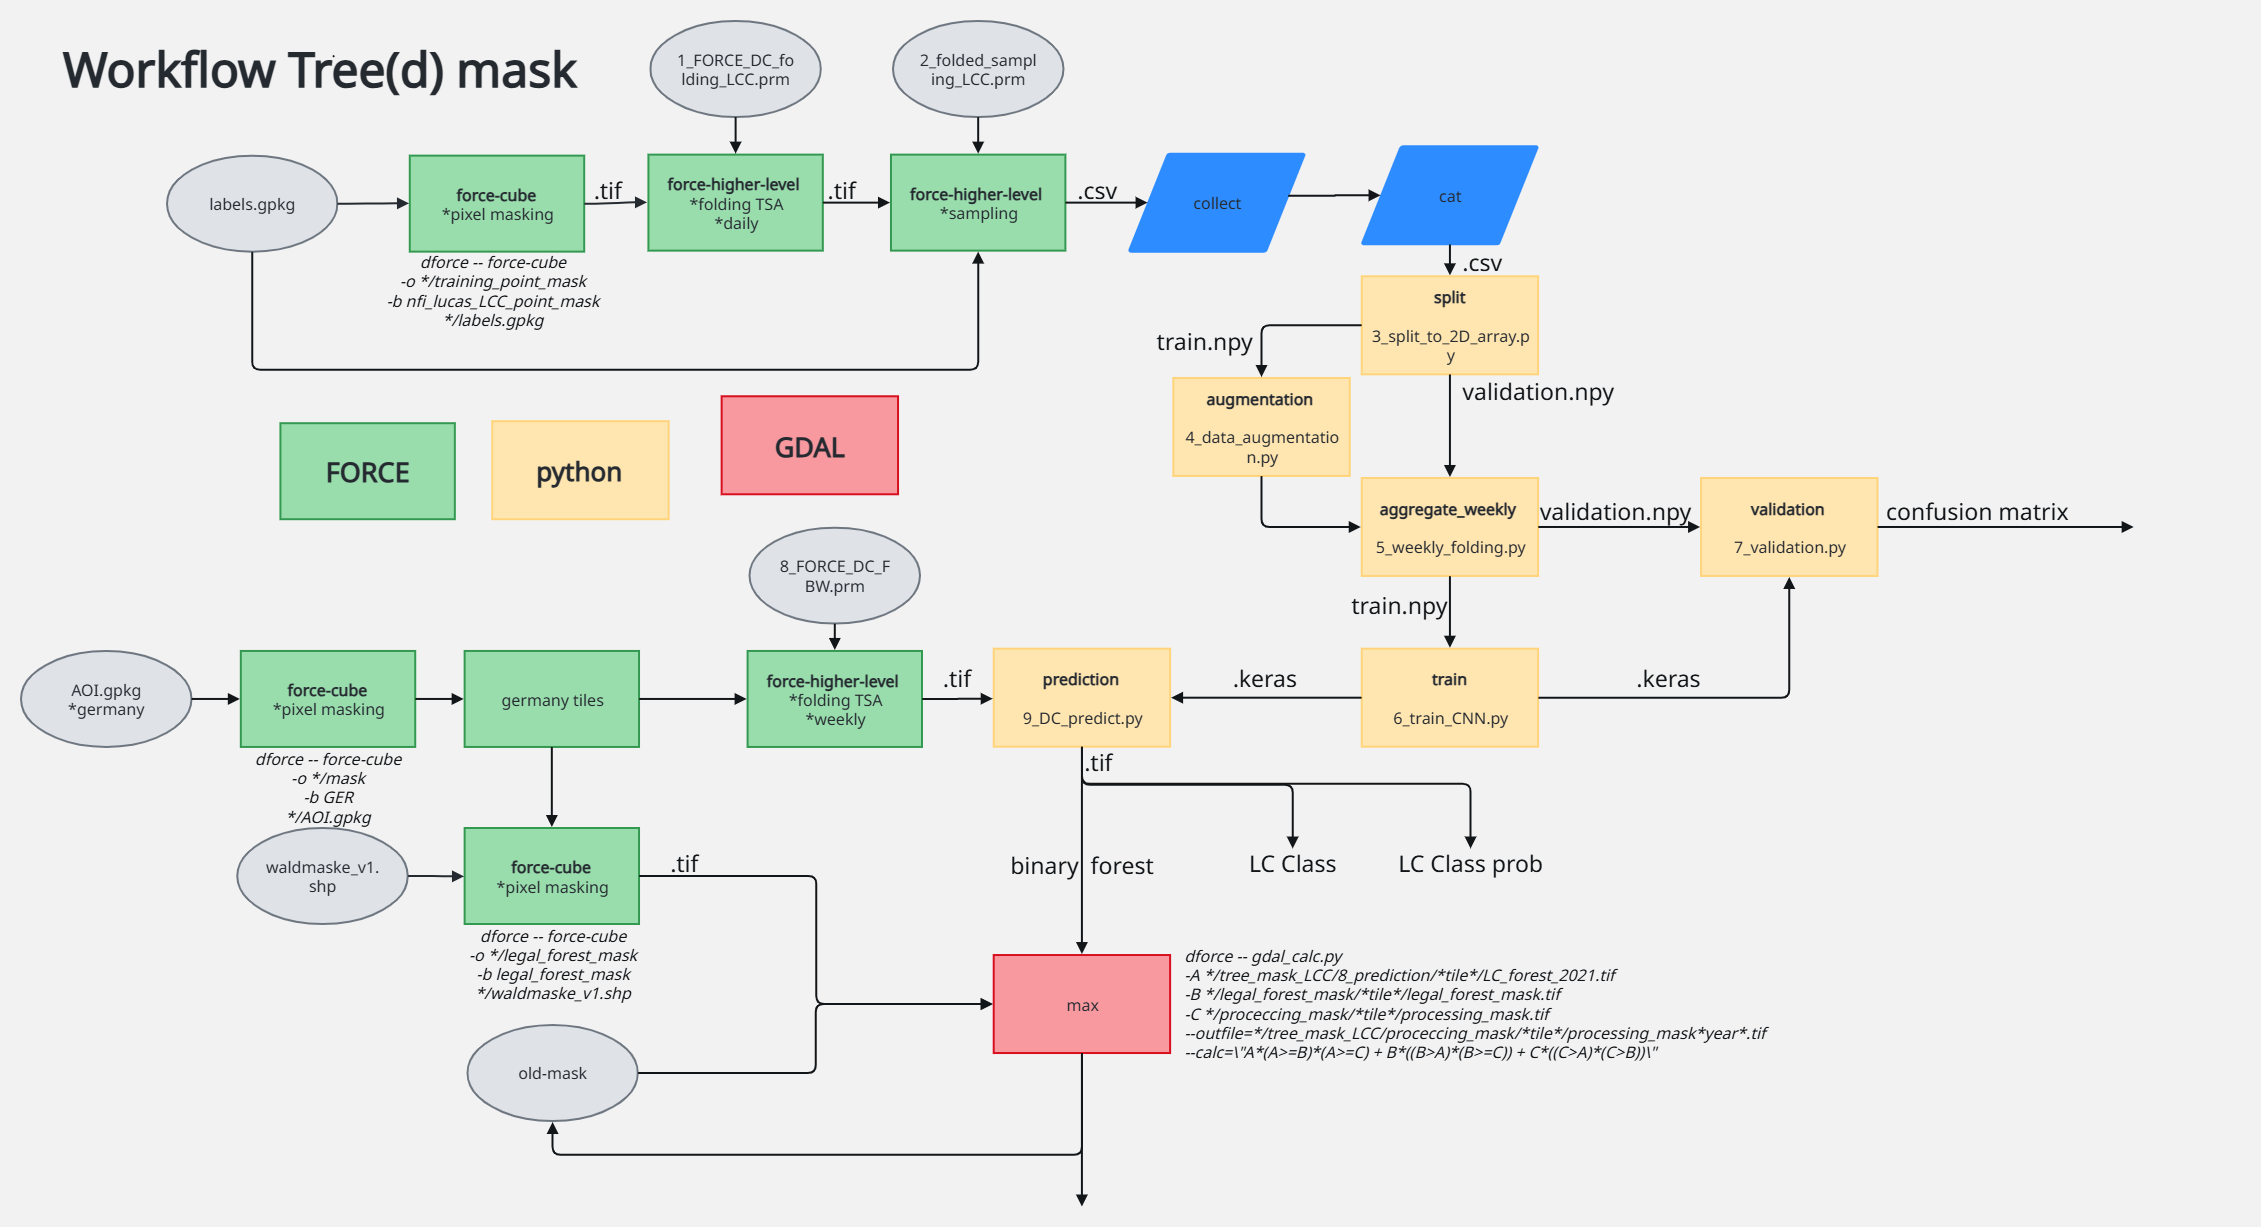 Workflow Tree(d) mask
1_FORCE_DC_fo
lding_LCC.prm
2_folded_sampl
ing_LCC.prm
labels.gpkg
force-cube
*pixel masking
.tif
force-higher-level
*folding TSA
*daily
.tif
force-higher-level
*sampling
.csv
collect
cat
dforce -- force-cube
-o */training_point_mask
-b nfi_lucas_LCC_point_mask
*/labels.gpkg
.csv
split
3_split_to_2D_array.p
y
train.npy
validation.npy
augmentation
4_data_augmentatio
n.py
FORCE
python
GDAL
aggregate_weekly
5_weekly_folding.py
validation.npy
validation
7_validation.py
confusion matrix
8_FORCE_DC_F
BW.prm
train.npy
AOI.gpkg
*germany
force-cube
*pixel masking
germany tiles
force-higher-level
*folding TSA
*weekly
.tif
prediction
9_DC_predict.py
.keras
train
6_train_CNN.py
.keras
dforce -- force-cube
-o */mask
-b GER
*/AOI.gpkg
.tif
waldmaske_v1.
shp
force-cube
*pixel masking
.tif
binary forest
LC Class
LC Class prob
dforce -- force-cube
-o */legal_forest_mask
-b legal_forest_mask
*/waldmaske_v1.shp
max
dforce -- gdal_calc.py
-A */tree_mask_LCC/8_prediction/*tile*/LC_forest_2021.tif
-B */legal_forest_mask/*tile*/legal_forest_mask.tif
-C */proceccing_mask/*tile*/processing_mask.tif
--outfile=*/tree_mask_LCC/proceccing_mask/*tile*/processing_mask*year*.tif
--calc=\"A*(A>=B)*(A>=C) + B*((B>A)*(B>=C)) + C*((C>A)*(C>B))\"
old-mask